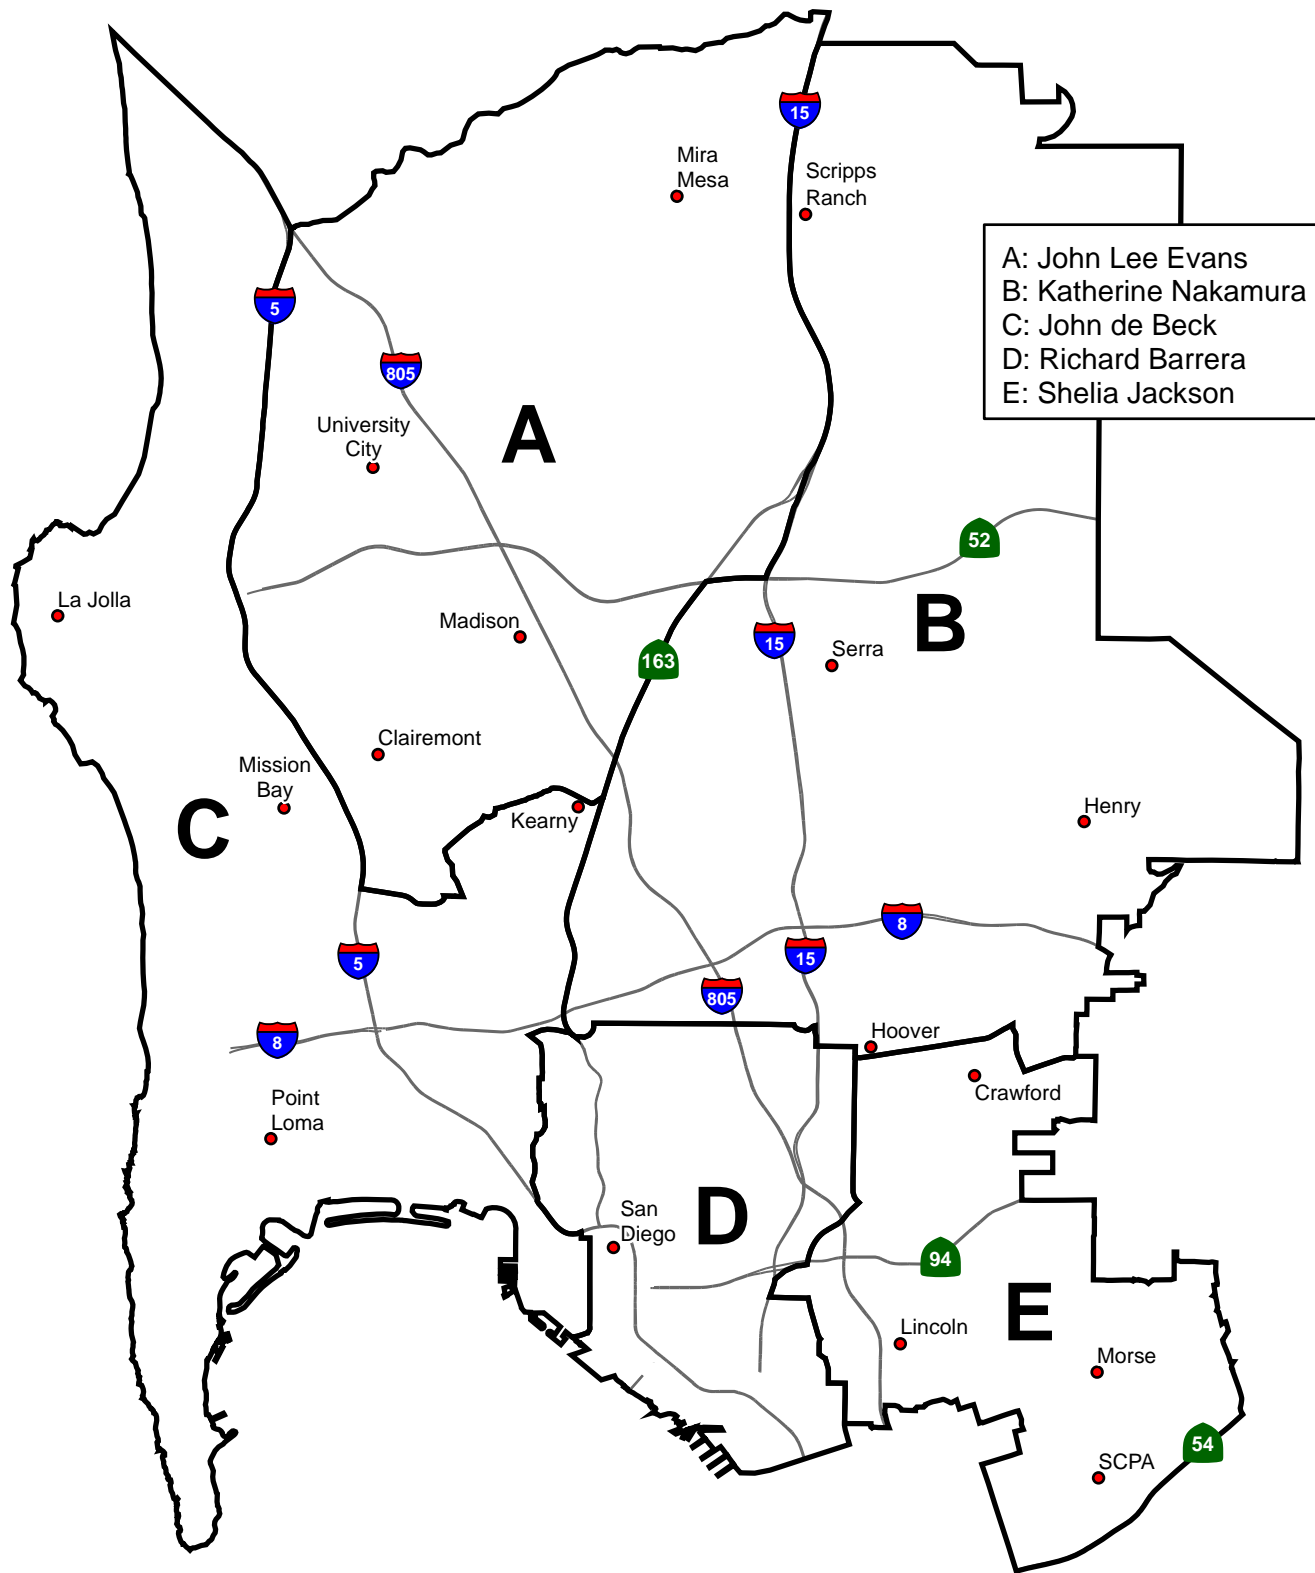 15
Mira
Mesa
Scripps
Ranch
A: John Lee Evans
B: Katherine Nakamura
C: John de Beck
D: Richard Barrera
E: Shelia Jackson
5
805
University
City
A
52
La Jolla
Madison
163
15
Serra
B
Clairemont
Mission
Bay
C
Kearny
Henry
8
5
15
805
8
Hoover
Crawford
Point
Loma
San
Diego
D
94
E
Lincoln
Morse
54
SCPA